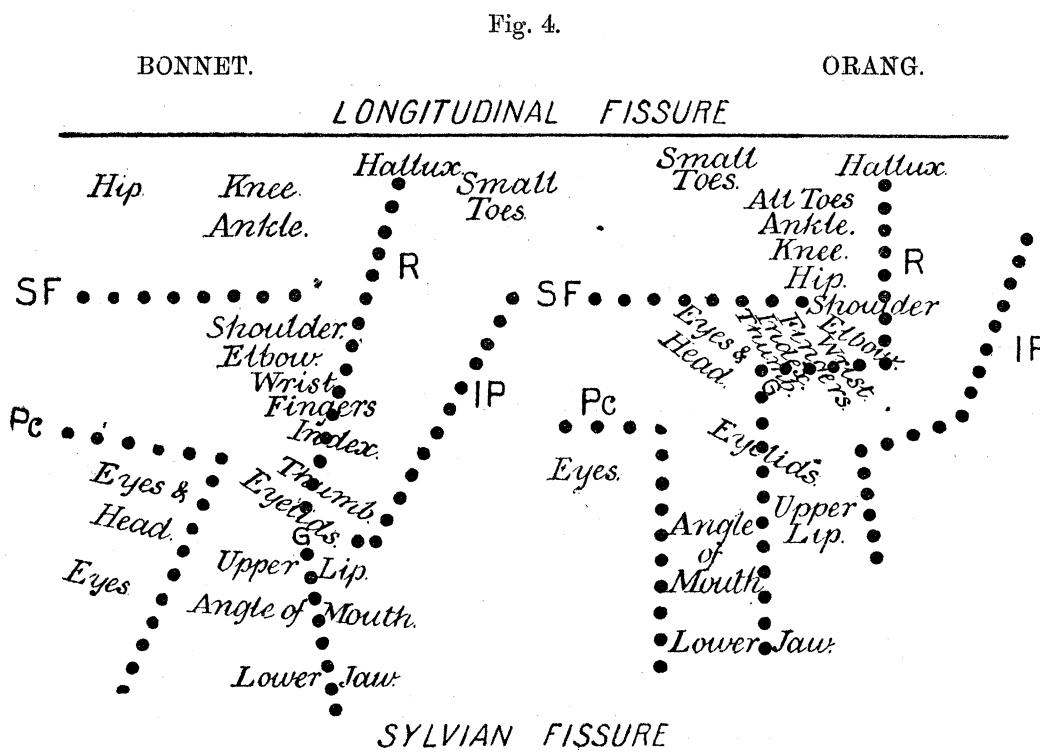 Fig. 4.
BONNET.
ORANG.
LONGITUDINAL FISSURE
Hip.
Knee.
Ankle.
Hallux.
Small
Toes.
R
SF
Shoulder.
Elbow.
Wrist.
Fingers
Index.
Thumb.
Eyelids.
IP
Pc
Eyes &
Head.
Eyes
G
Upper Lip.
Angle of Mouth.
Lower Jaw.
Small
Toes.
Hallux.
All Toes
Ankle.
Knee.
Hip.
Shoulder
R
SF
Eyes &
Head.
Thumb.
Index.
Fingers.
Wrist.
Elbow.
IP
G
Pc
Eyes.
Eyelids.
Upper
Lip.
Angle
of
Mouth
Lower Jaw.
SYLVIAN FISSURE